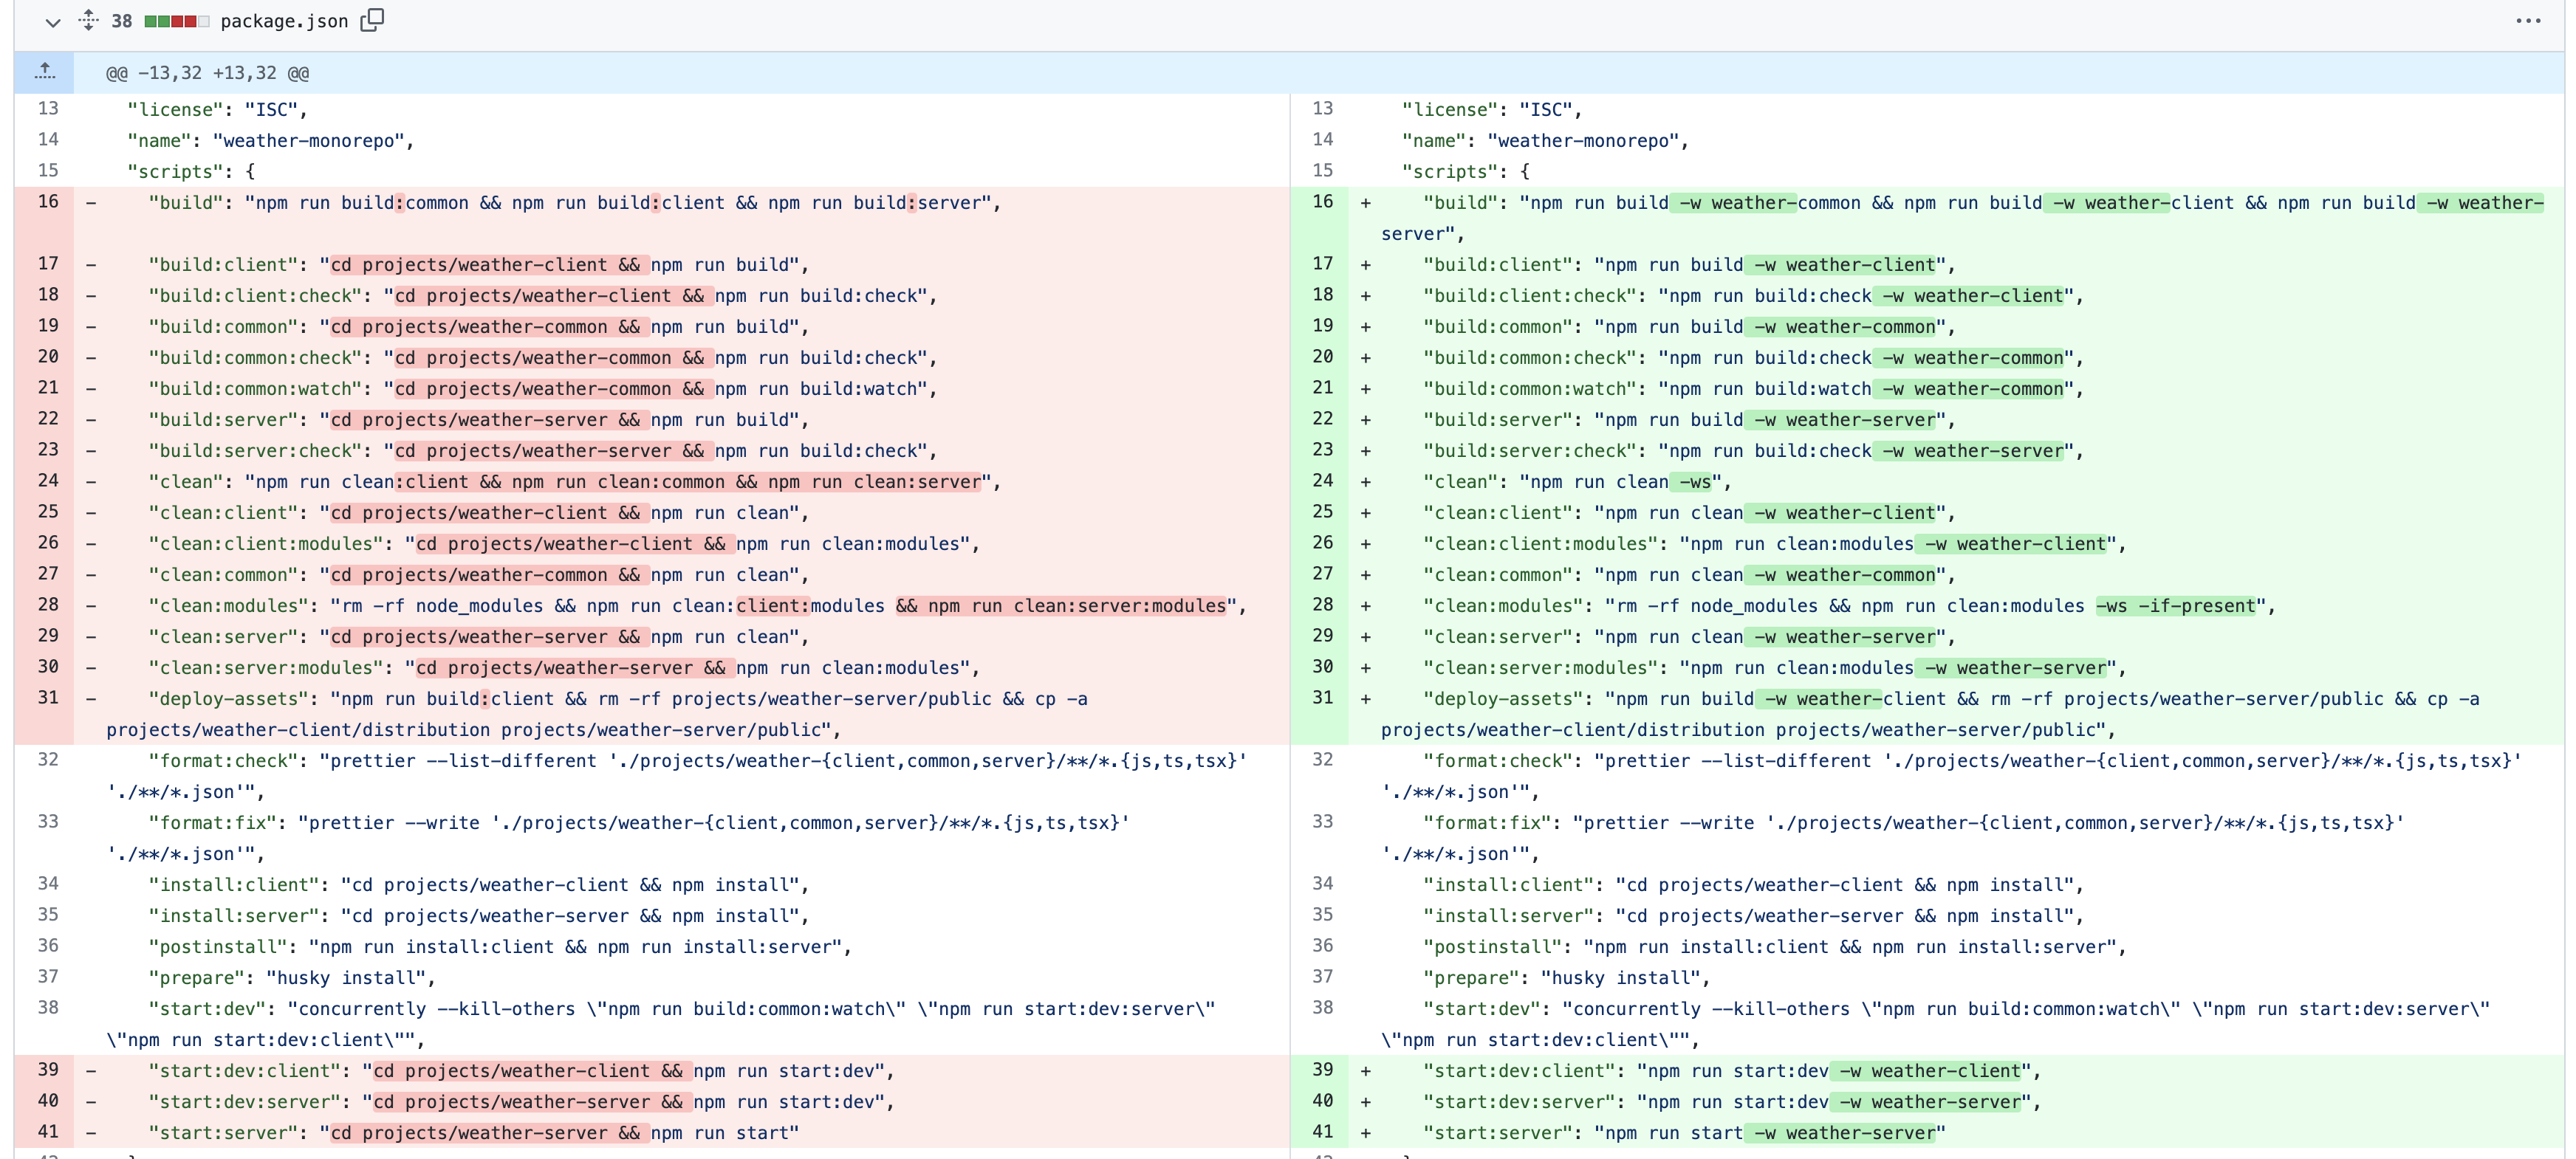 38 package.json
@@ -13,32 +13,32 @@
13 "license": "ISC",
14 "name": "weather-monorepo",
15 "scripts": {
16 - "build": "npm run build:common && npm run build:client && npm run build:server",
17 - "build:client": "cd projects/weather-client && npm run build",
18 - "build:client:check": "cd projects/weather-client && npm run build:check",
19 - "build:common": "cd projects/weather-common && npm run build",
20 - "build:common:check": "cd projects/weather-common && npm run build:check",
21 - "build:common:watch": "cd projects/weather-common && npm run build:watch",
22 - "build:server": "cd projects/weather-server && npm run build",
23 - "build:server:check": "cd projects/weather-server && npm run build:check",
24 - "clean": "npm run clean:client && npm run clean:common && npm run clean:server",
25 - "clean:client": "cd projects/weather-client && npm run clean",
26 - "clean:client:modules": "cd projects/weather-client && npm run clean:modules",
27 - "clean:common": "cd projects/weather-common && npm run clean",
28 - "clean:modules": "rm -rf node_modules && npm run clean:client:modules && npm run clean:server:modules",
29 - "clean:server": "cd projects/weather-server && npm run clean",
30 - "clean:server:modules": "cd projects/weather-server && npm run clean:modules",
31 - "deploy-assets": "npm run build:client && rm -rf projects/weather-server/public && cp -a
projects/weather-client/distribution projects/weather-server/public",
32 "format:check": "prettier --list-different './projects/weather-{client,common,server}/**/*.{js,ts,tsx}'
'./**/*.json'",
33 "format:fix": "prettier --write './projects/weather-{client,common,server}/**/*.{js,ts,tsx}'
'./**/*.json'",
34 "install:client": "cd projects/weather-client && npm install",
35 "install:server": "cd projects/weather-server && npm install",
36 "postinstall": "npm run install:client && npm run install:server",
37 "prepare": "husky install",
38 "start:dev": "concurrently --kill-others \"npm run build:common:watch\" \"npm run start:dev:server\"
\"npm run start:dev:client\"",
39 - "start:dev:client": "cd projects/weather-client && npm run start:dev",
40 - "start:dev:server": "cd projects/weather-server && npm run start:dev",
41 - "start:server": "cd projects/weather-server && npm run start"
13 "license": "ISC",
14 "name": "weather-monorepo",
15 "scripts": {
16 + "build": "npm run build -w weather-common && npm run build -w weather-client && npm run build -w weather-
server",
17 + "build:client": "npm run build -w weather-client",
18 + "build:client:check": "npm run build:check -w weather-client",
19 + "build:common": "npm run build -w weather-common",
20 + "build:common:check": "npm run build:check -w weather-common",
21 + "build:common:watch": "npm run build:watch -w weather-common",
22 + "build:server": "npm run build -w weather-server",
23 + "build:server:check": "npm run build:check -w weather-server",
24 + "clean": "npm run clean -ws",
25 + "clean:client": "npm run clean -w weather-client",
26 + "clean:client:modules": "npm run clean:modules -w weather-client",
27 + "clean:common": "npm run clean -w weather-common",
28 + "clean:modules": "rm -rf node_modules && npm run clean:modules -ws -if-present",
29 + "clean:server": "npm run clean -w weather-server",
30 + "clean:server:modules": "npm run clean:modules -w weather-server",
31 + "deploy-assets": "npm run build -w weather-client && rm -rf projects/weather-server/public && cp -a
projects/weather-client/distribution projects/weather-server/public",
32 "format:check": "prettier --list-different './projects/weather-{client,common,server}/**/*.{js,ts,tsx}'
'./**/*.json'",
33 "format:fix": "prettier --write './projects/weather-{client,common,server}/**/*.{js,ts,tsx}'
'./**/*.json'",
34 "install:client": "cd projects/weather-client && npm install",
35 "install:server": "cd projects/weather-server && npm install",
36 "postinstall": "npm run install:client && npm run install:server",
37 "prepare": "husky install",
38 "start:dev": "concurrently --kill-others \"npm run build:common:watch\" \"npm run start:dev:server\"
\"npm run start:dev:client\"",
39 + "start:dev:client": "npm run start:dev -w weather-client",
40 + "start:dev:server": "npm run start:dev -w weather-server",
41 + "start:server": "npm run start -w weather-server"